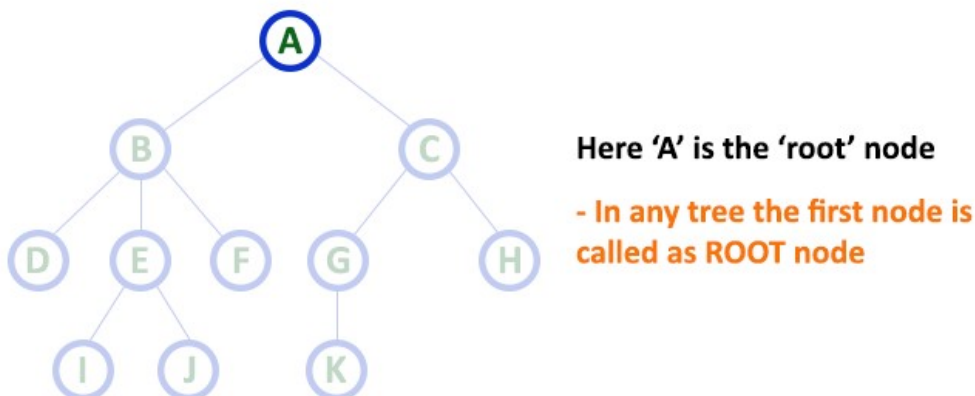 A
B
C
Here ‘A’ is the ‘root’ node
- In any tree the first node is
called as ROOT node
D
E
F
G
H
I
J
K